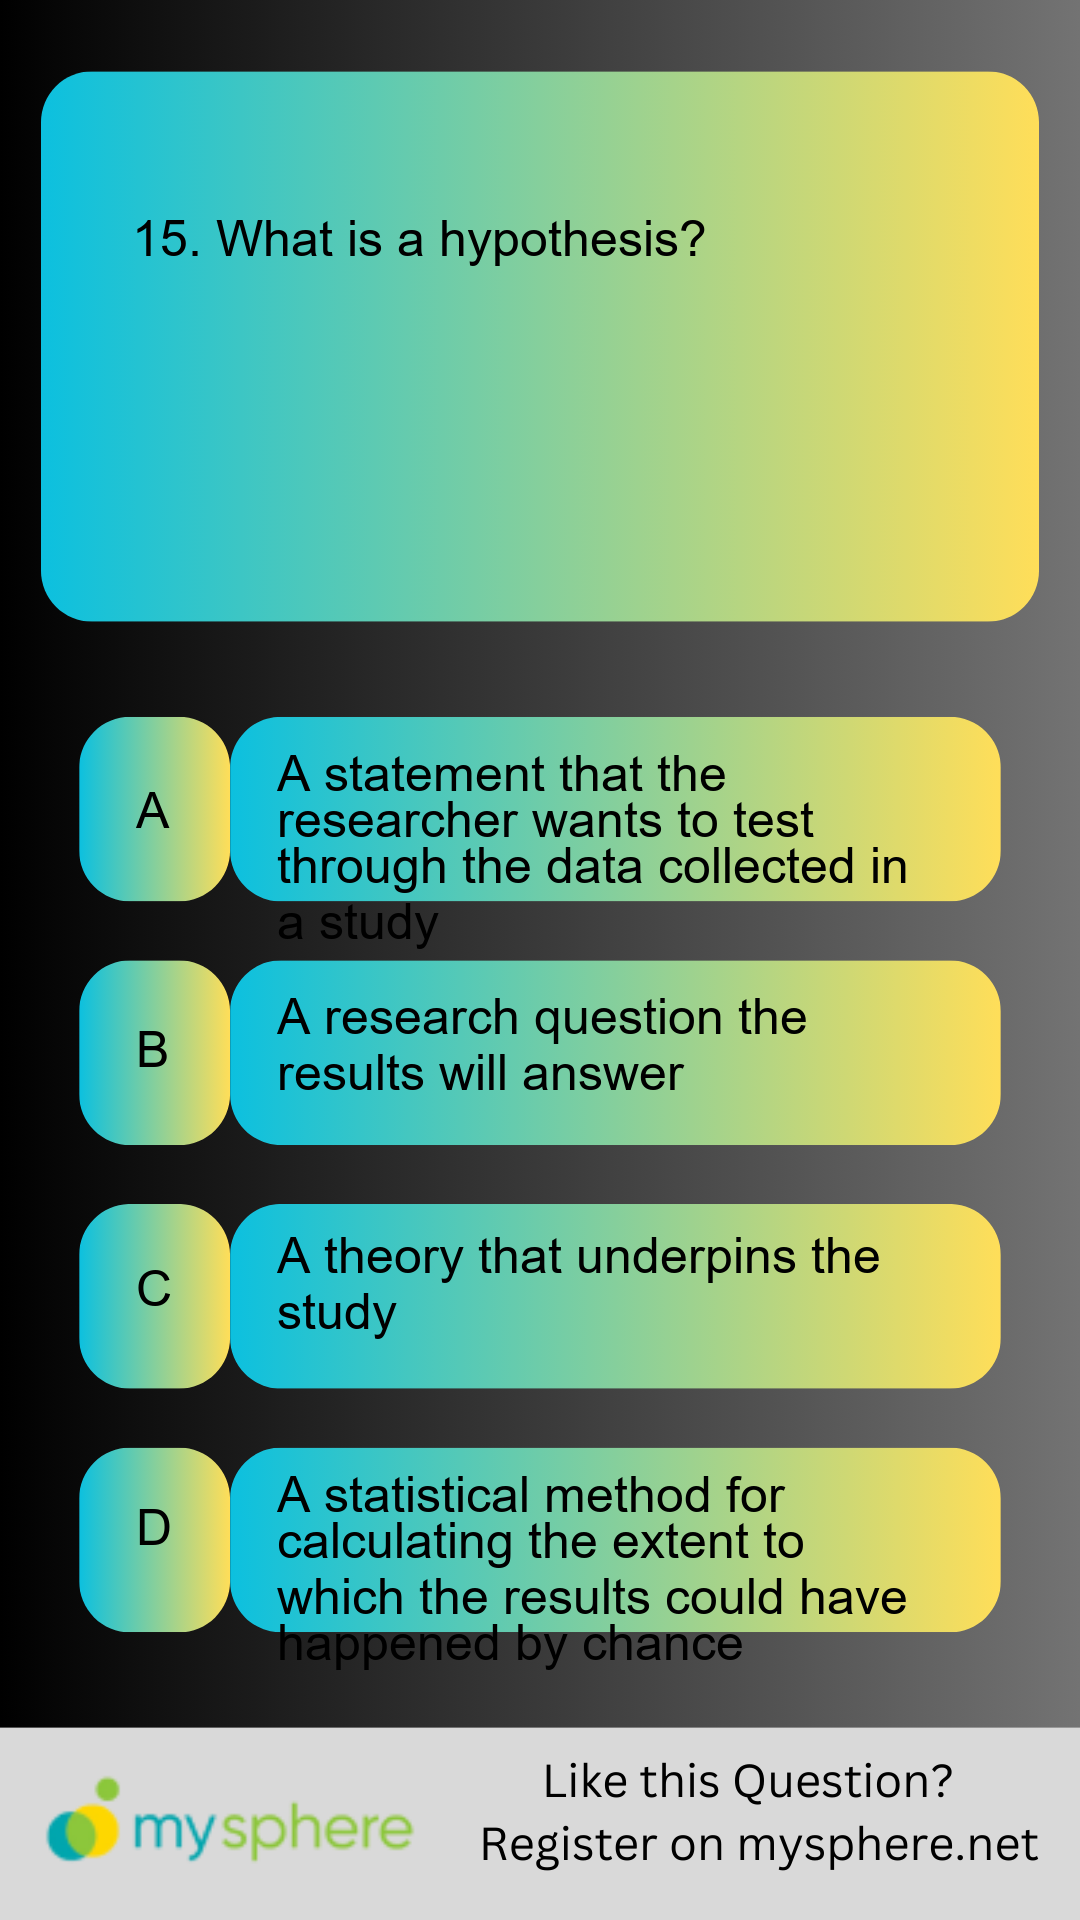 15. What is a hypothesis?
A
A statement that the
researcher wants to test
through the data collected in
a study
B
A research question the
results will answer
C
A theory that underpins the
study
D
A statistical method for
calculating the extent to
which the results could have
happened by chance
mysphere
Like this Question?
Register on mysphere.net